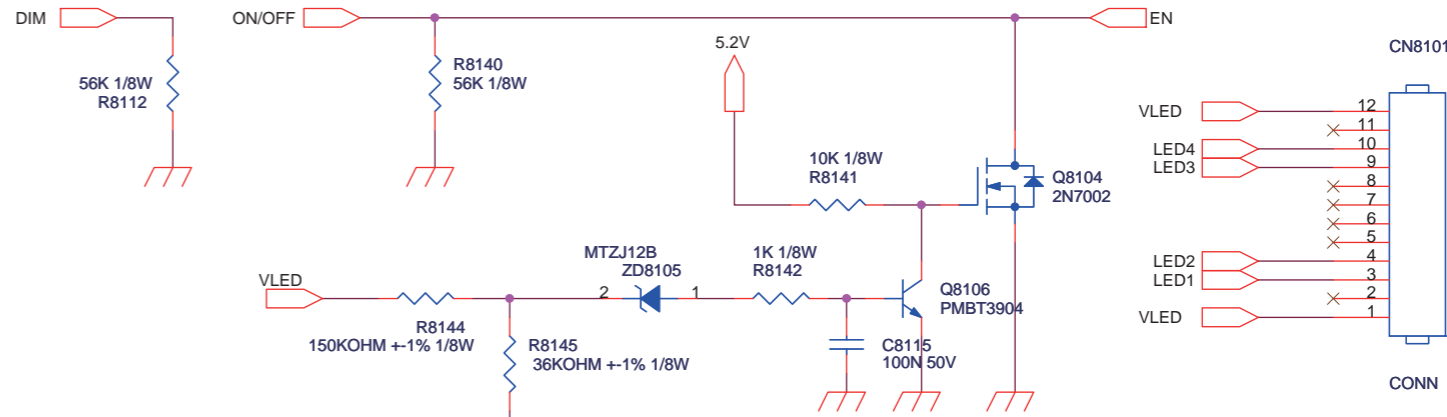 DIM
ON/OFF
EN
5.2V
CN8101
R8140
56K 1/8W
56K 1/8W
R8112
VLED
12
11
LED4
10
LED3
9
10K 1/8W
R8141
Q8104
2N7002
8
7
6
5
MTZJ12B
ZD8105
1K 1/8W
R8142
LED2
4
LED1
3
VLED
2
1
Q8106
PMBT3904
2
VLED
1
R8144
150KOHM +-1% 1/8W
R8145
36KOHM +-1% 1/8W
C8115
100N 50V
CONN